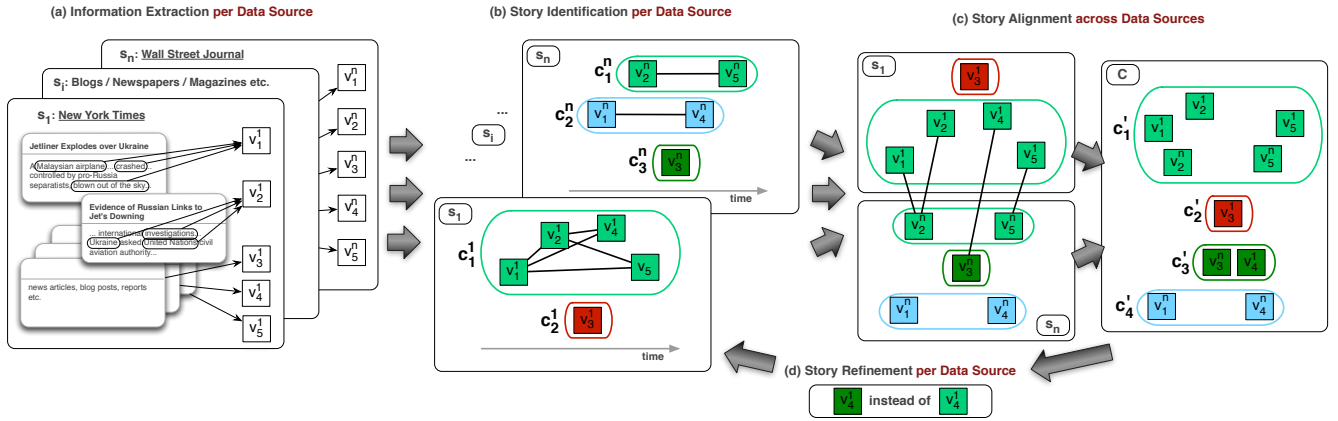 (a) Information Extraction per Data Source
sn: Wall Street Journal
si: Blogs / Newspapers / Magazines etc.
s1: New York Times
Jetliner Explodes over Ukraine
A Malaysian airplane ... crashed...
controlled by pro-Russia
separatists, blown out of the sky...
Evidence of Russian Links to
Jet's Downing
... international investigations...
Ukraine asked United Nations civil
aviation authority...
news articles, blog posts, reports
etc.
v11
v12
v13
v14
v15
vn1
vn2
vn3
vn4
vn5
(b) Story Identification per Data Source
sn
cn1
vn2
vn5
cn2
vn1
vn4
cn3
vn3
time
...
si
...
s1
c11
v11
v12
v14
v5
c12
v13
time
(c) Story Alignment across Data Sources
s1
v13
v12
v14
v11
v15
vn2
vn5
vn3
vn1
vn4
sn
C
c'1
v11
v12
v15
vn2
vn5
c'2
v13
c'3
vn3
v14
c'4
vn1
vn4
(d) Story Refinement per Data Source
v14 instead of v14